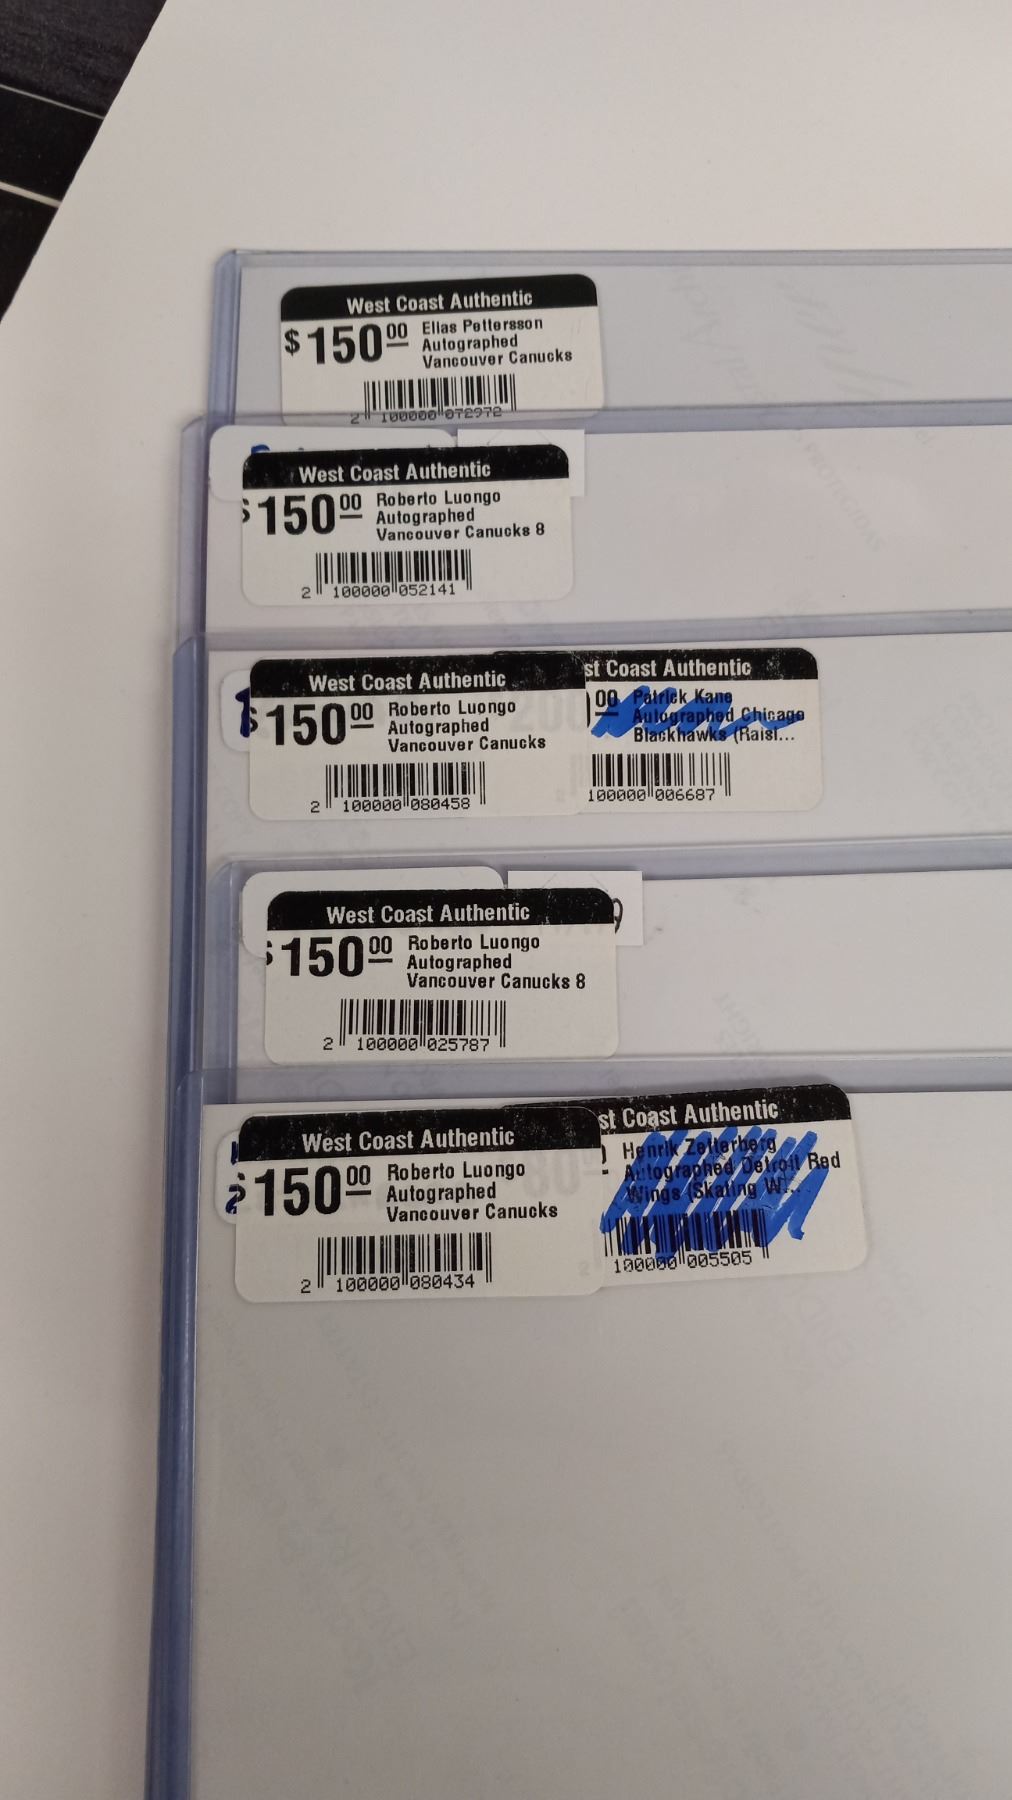 West Coast Authentic
$150.00 Elias Pettersson
Autographed
Vancouver Canucks
2 100000 072972
West Coast Authentic
$150.00 Roberto Luongo
Autographed
Vancouver Canucks 8
2 100000 052141
West Coast Authentic
$150.00 Roberto Luongo
Autographed
Vancouver Canucks
2 100000 080458
st Coast Authentic
00 Patrick Kane
Autographed Chicago
Blackhawks (Raisi...
100000 006687
West Coast Authentic
$150.00 Roberto Luongo
Autographed
Vancouver Canucks 8
2 100000 025787
West Coast Authentic
$150.00 Roberto Luongo
Autographed
Vancouver Canucks
2 100000 080434
st Coast Authentic
Henrik Zetterberg
Autographed Detroit Red
Wings (Skating W...
100000 005505